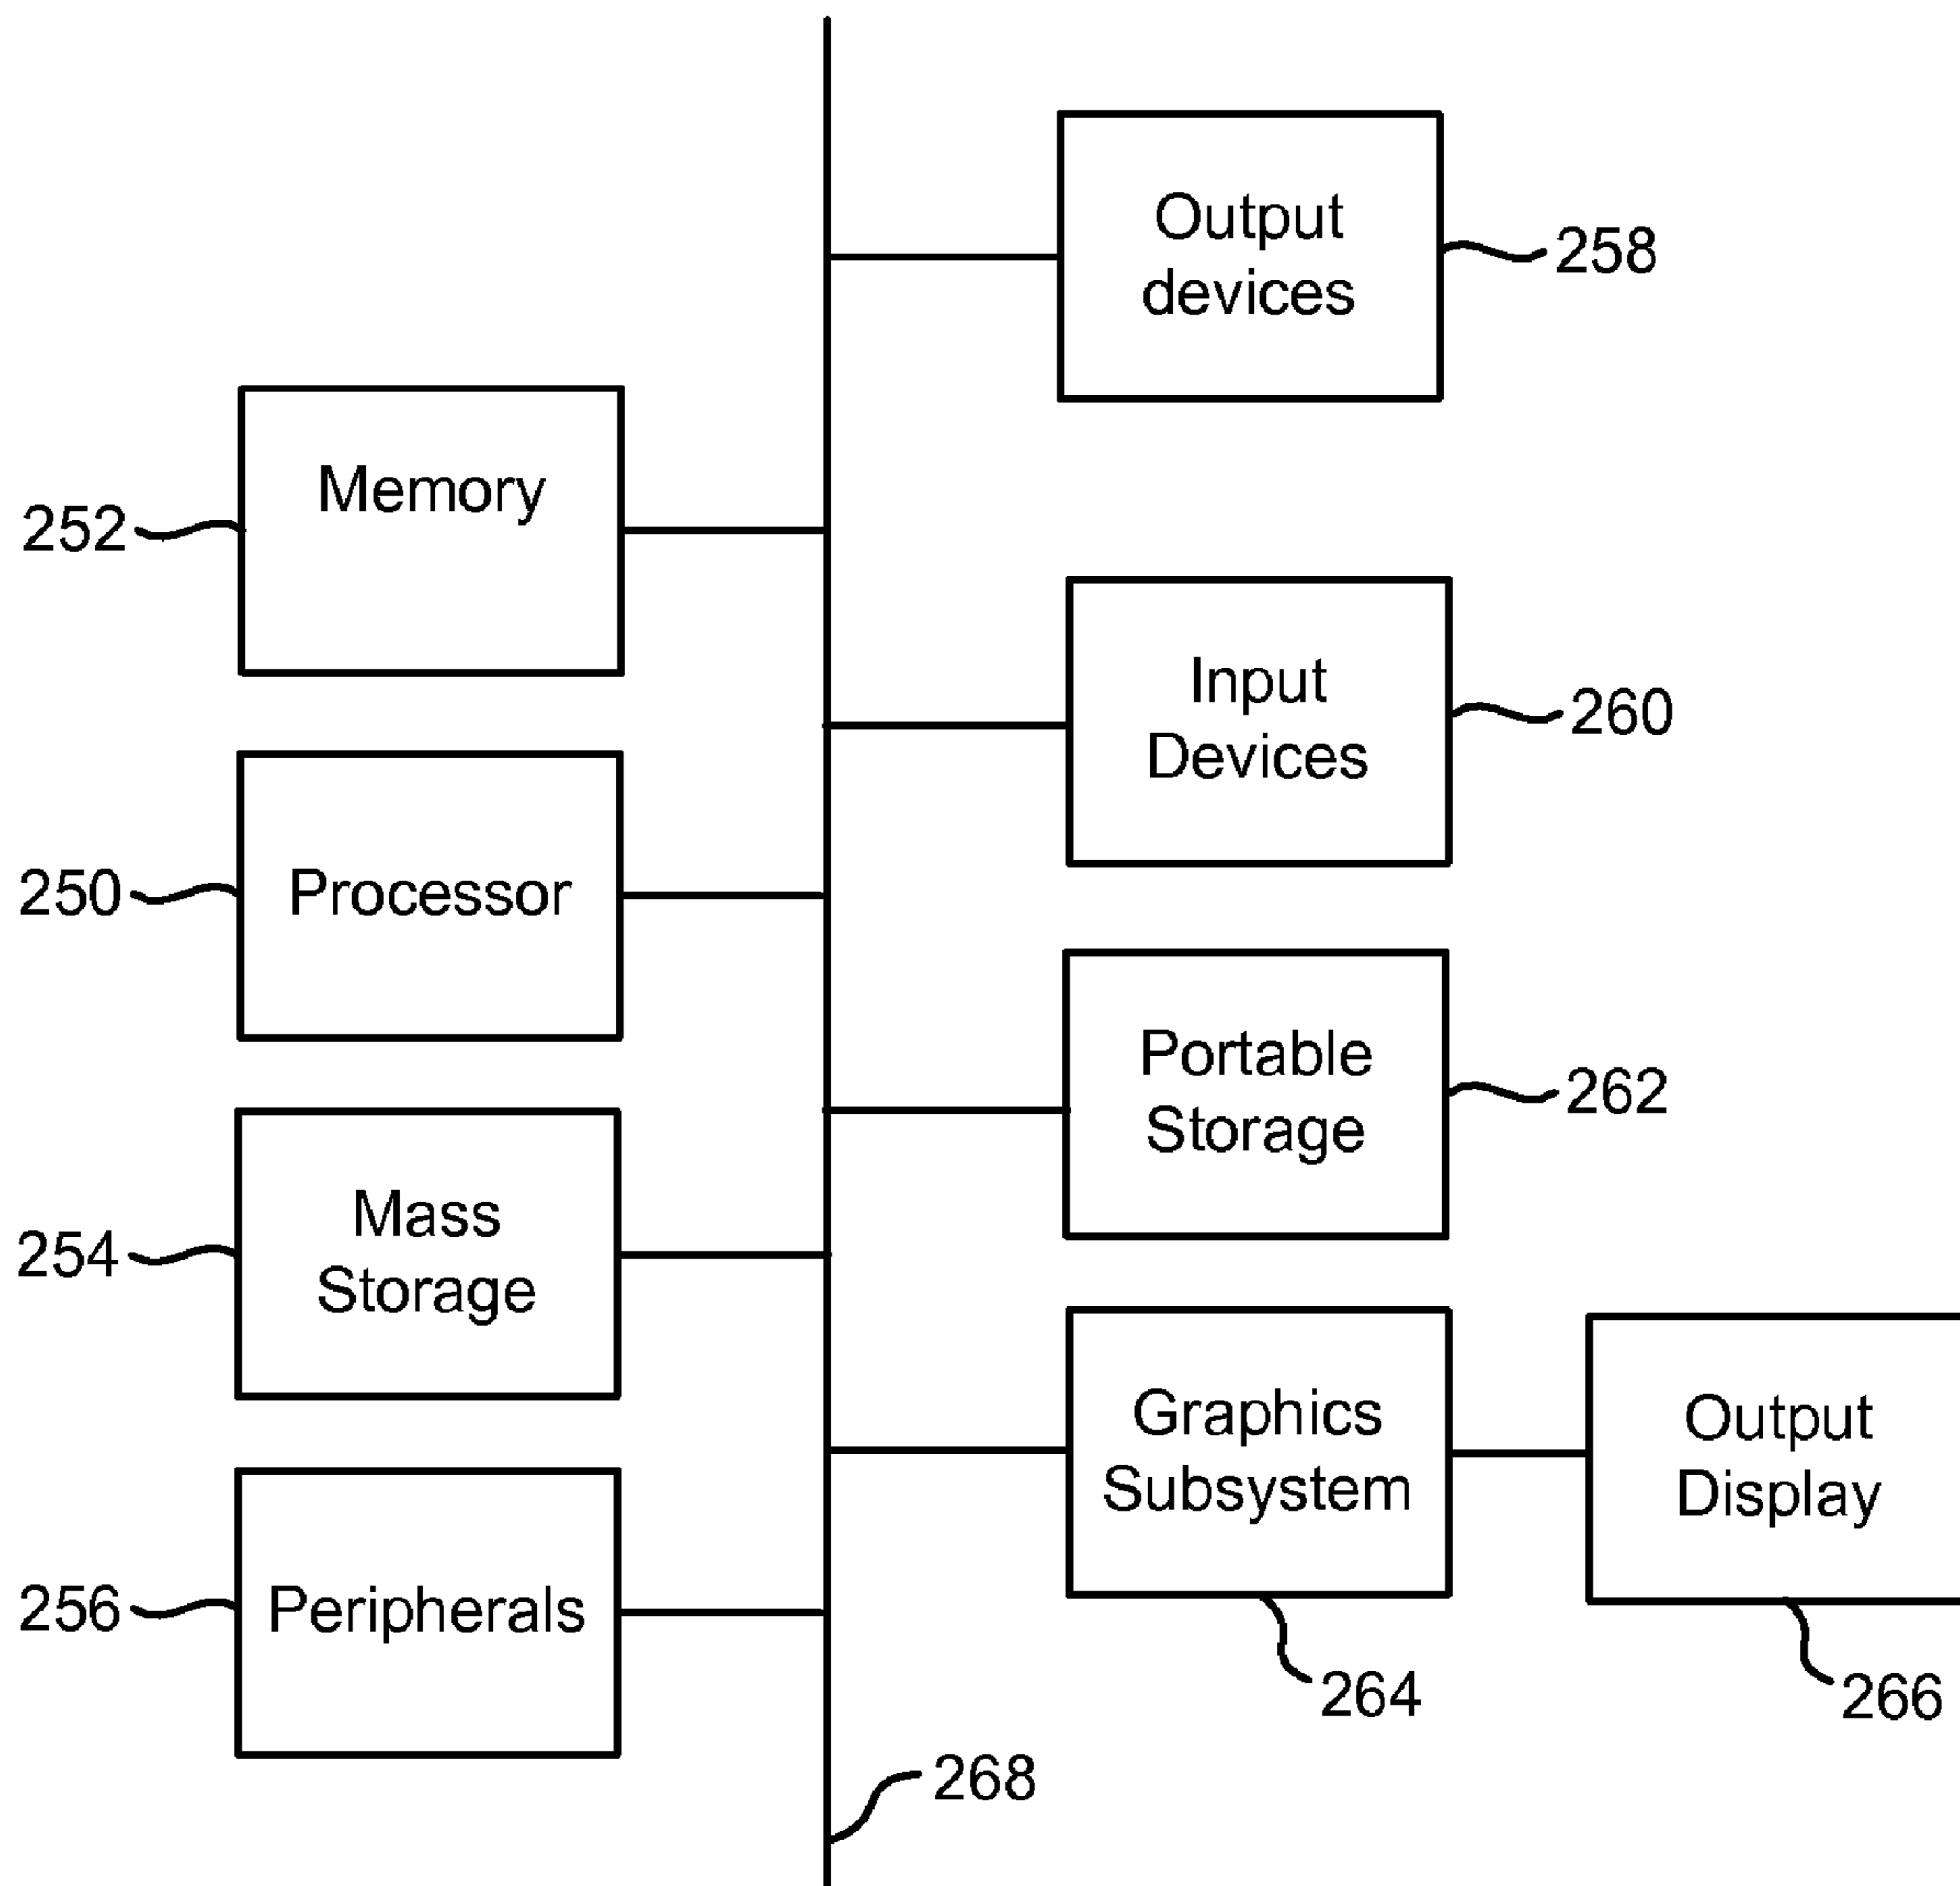 Output
devices
258
Memory
252
Input
Devices
260
Processor
250
Portable
Storage
262
Mass
Storage
254
Graphics
Subsystem
Output
Display
Peripherals
256
264
266
268